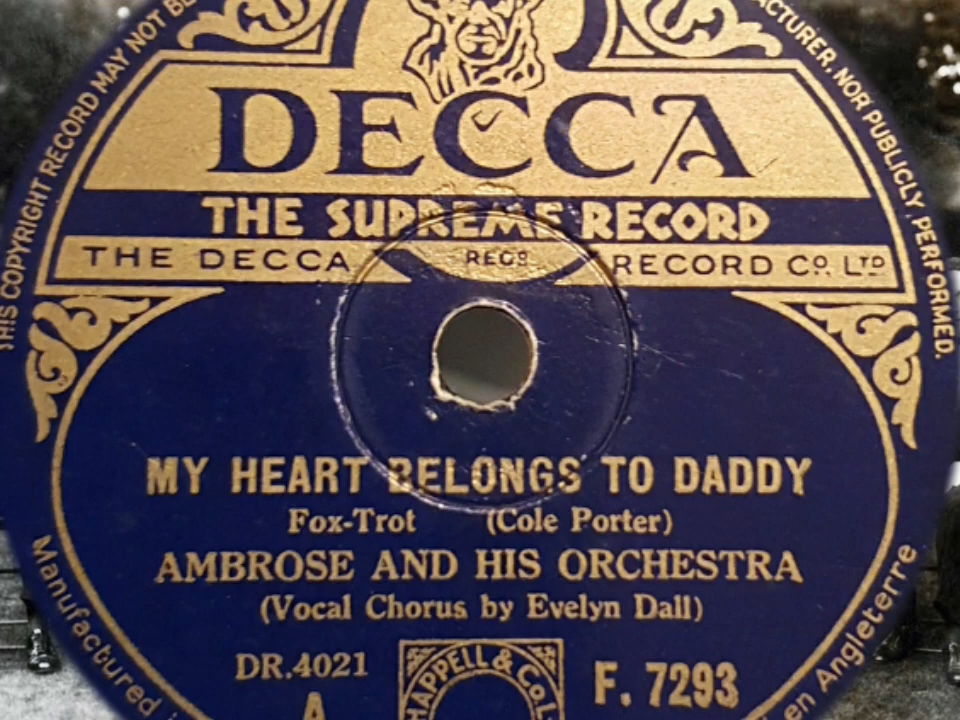 THIS COPYRIGHT RECORD MAY NOT BE
FACTURER, NOR PUBLICLY PERFORMED.
DECCA
THE SUPREME RECORD
THE DECCA REGD. RECORD CO. LTD
MY HEART BELONGS TO DADDY
Fox-Trot (Cole Porter)
AMBROSE AND HIS ORCHESTRA
(Vocal Chorus by Evelyn Dall)
DR.4021
CHAPPELL & Co. L
F. 7293
A
Manufactured
en Angleterre